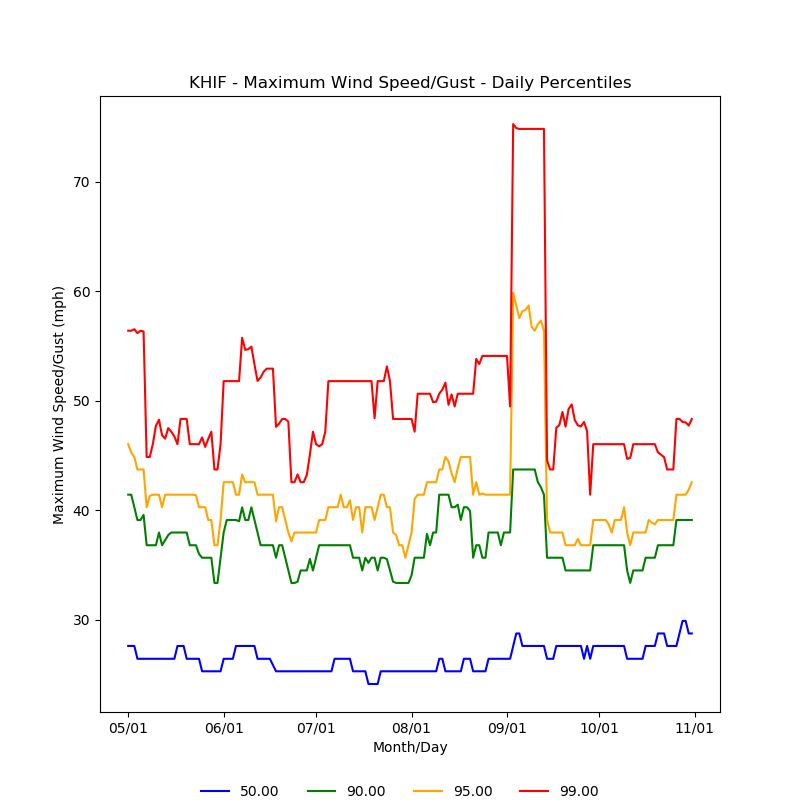 KHIF - Maximum Wind Speed/Gust - Daily Percentiles
70
60
50
40
30
Maximum Wind Speed/Gust (mph)
05/01 06/01 07/01 08/01 09/01 10/01 11/01
Month/Day
50.00 90.00 95.00 99.00